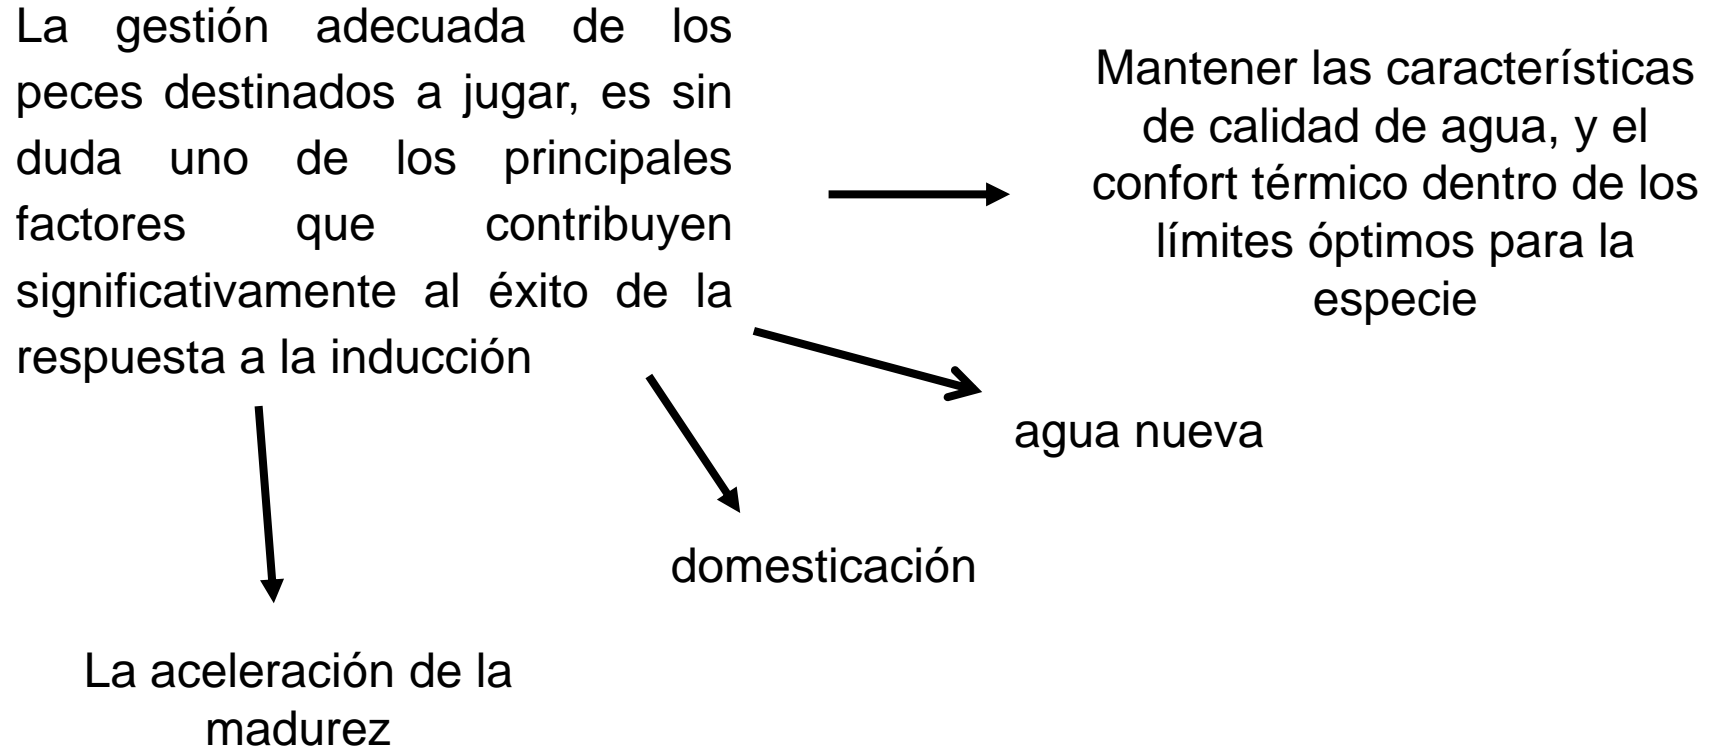 La gestión adecuada de los
peces destinados a jugar, es sin
duda uno de los principales
factores que contribuyen
significativamente al éxito de la
respuesta a la inducción
Mantener las características
de calidad de agua, y el
confort térmico dentro de los
límites óptimos para la
especie
agua nueva
domesticación
La aceleración de la
madurez